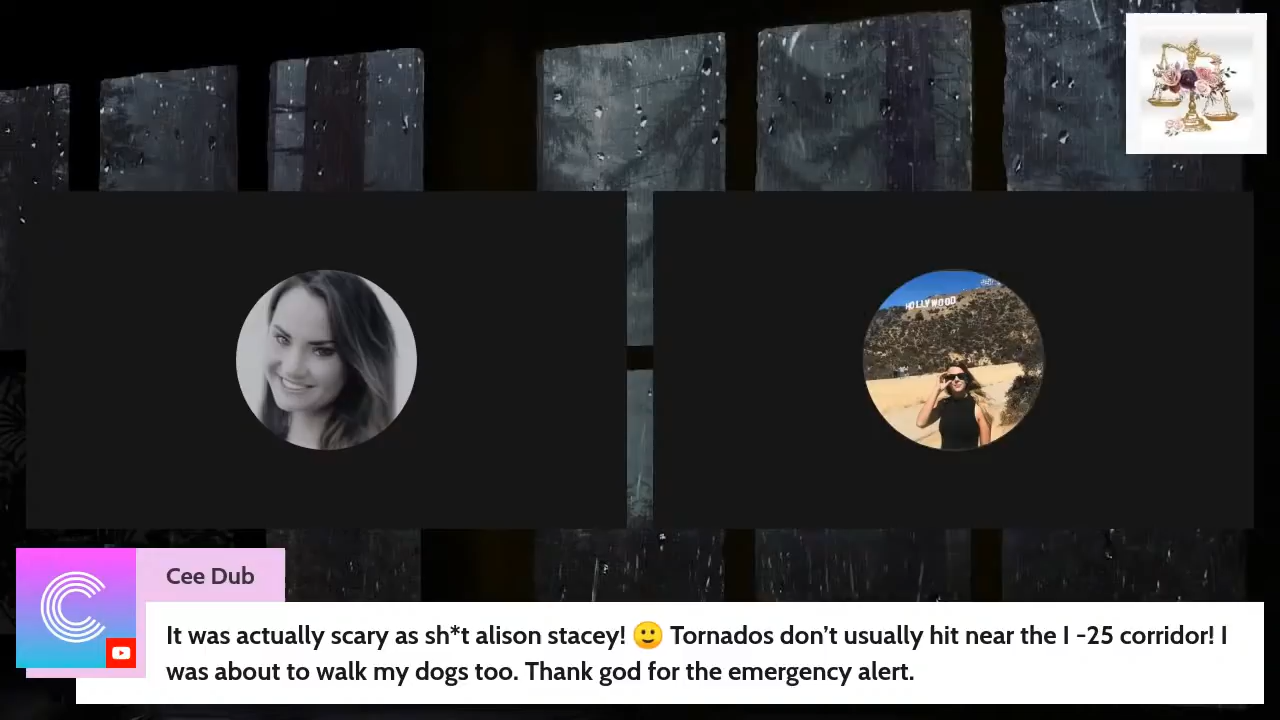 HOLLYWOOD
Cee Dub
It was actually scary as sh*t alison stacey! 🙂 Tornados don’t usually hit near the I -25 corridor! I
was about to walk my dogs too. Thank god for the emergency alert.